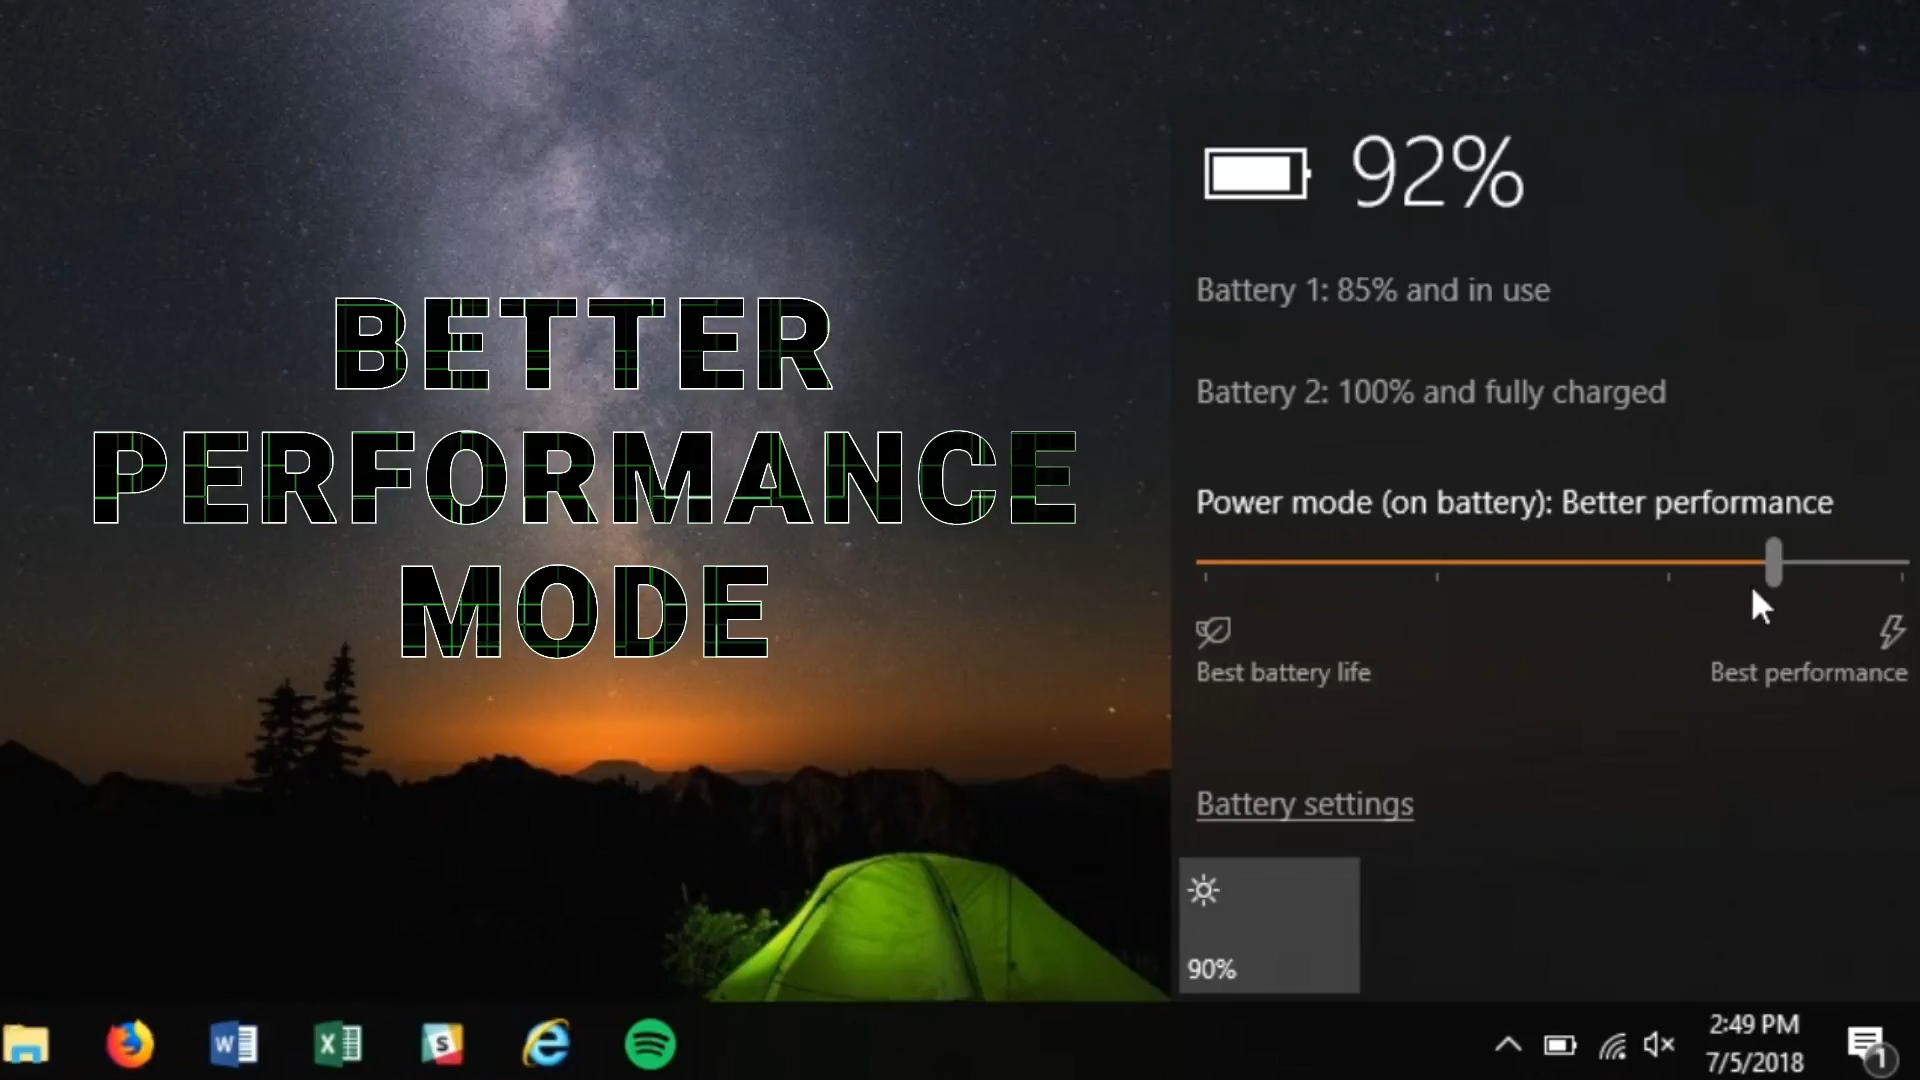 BETTER
PERFORMANCE
MODE
92%
Battery 1: 85% and in use
Battery 2: 100% and fully charged
Power mode (on battery): Better performance
Best battery life
Best performance
Battery settings
90%
W
X
S
2:49 PM
7/5/2018
1